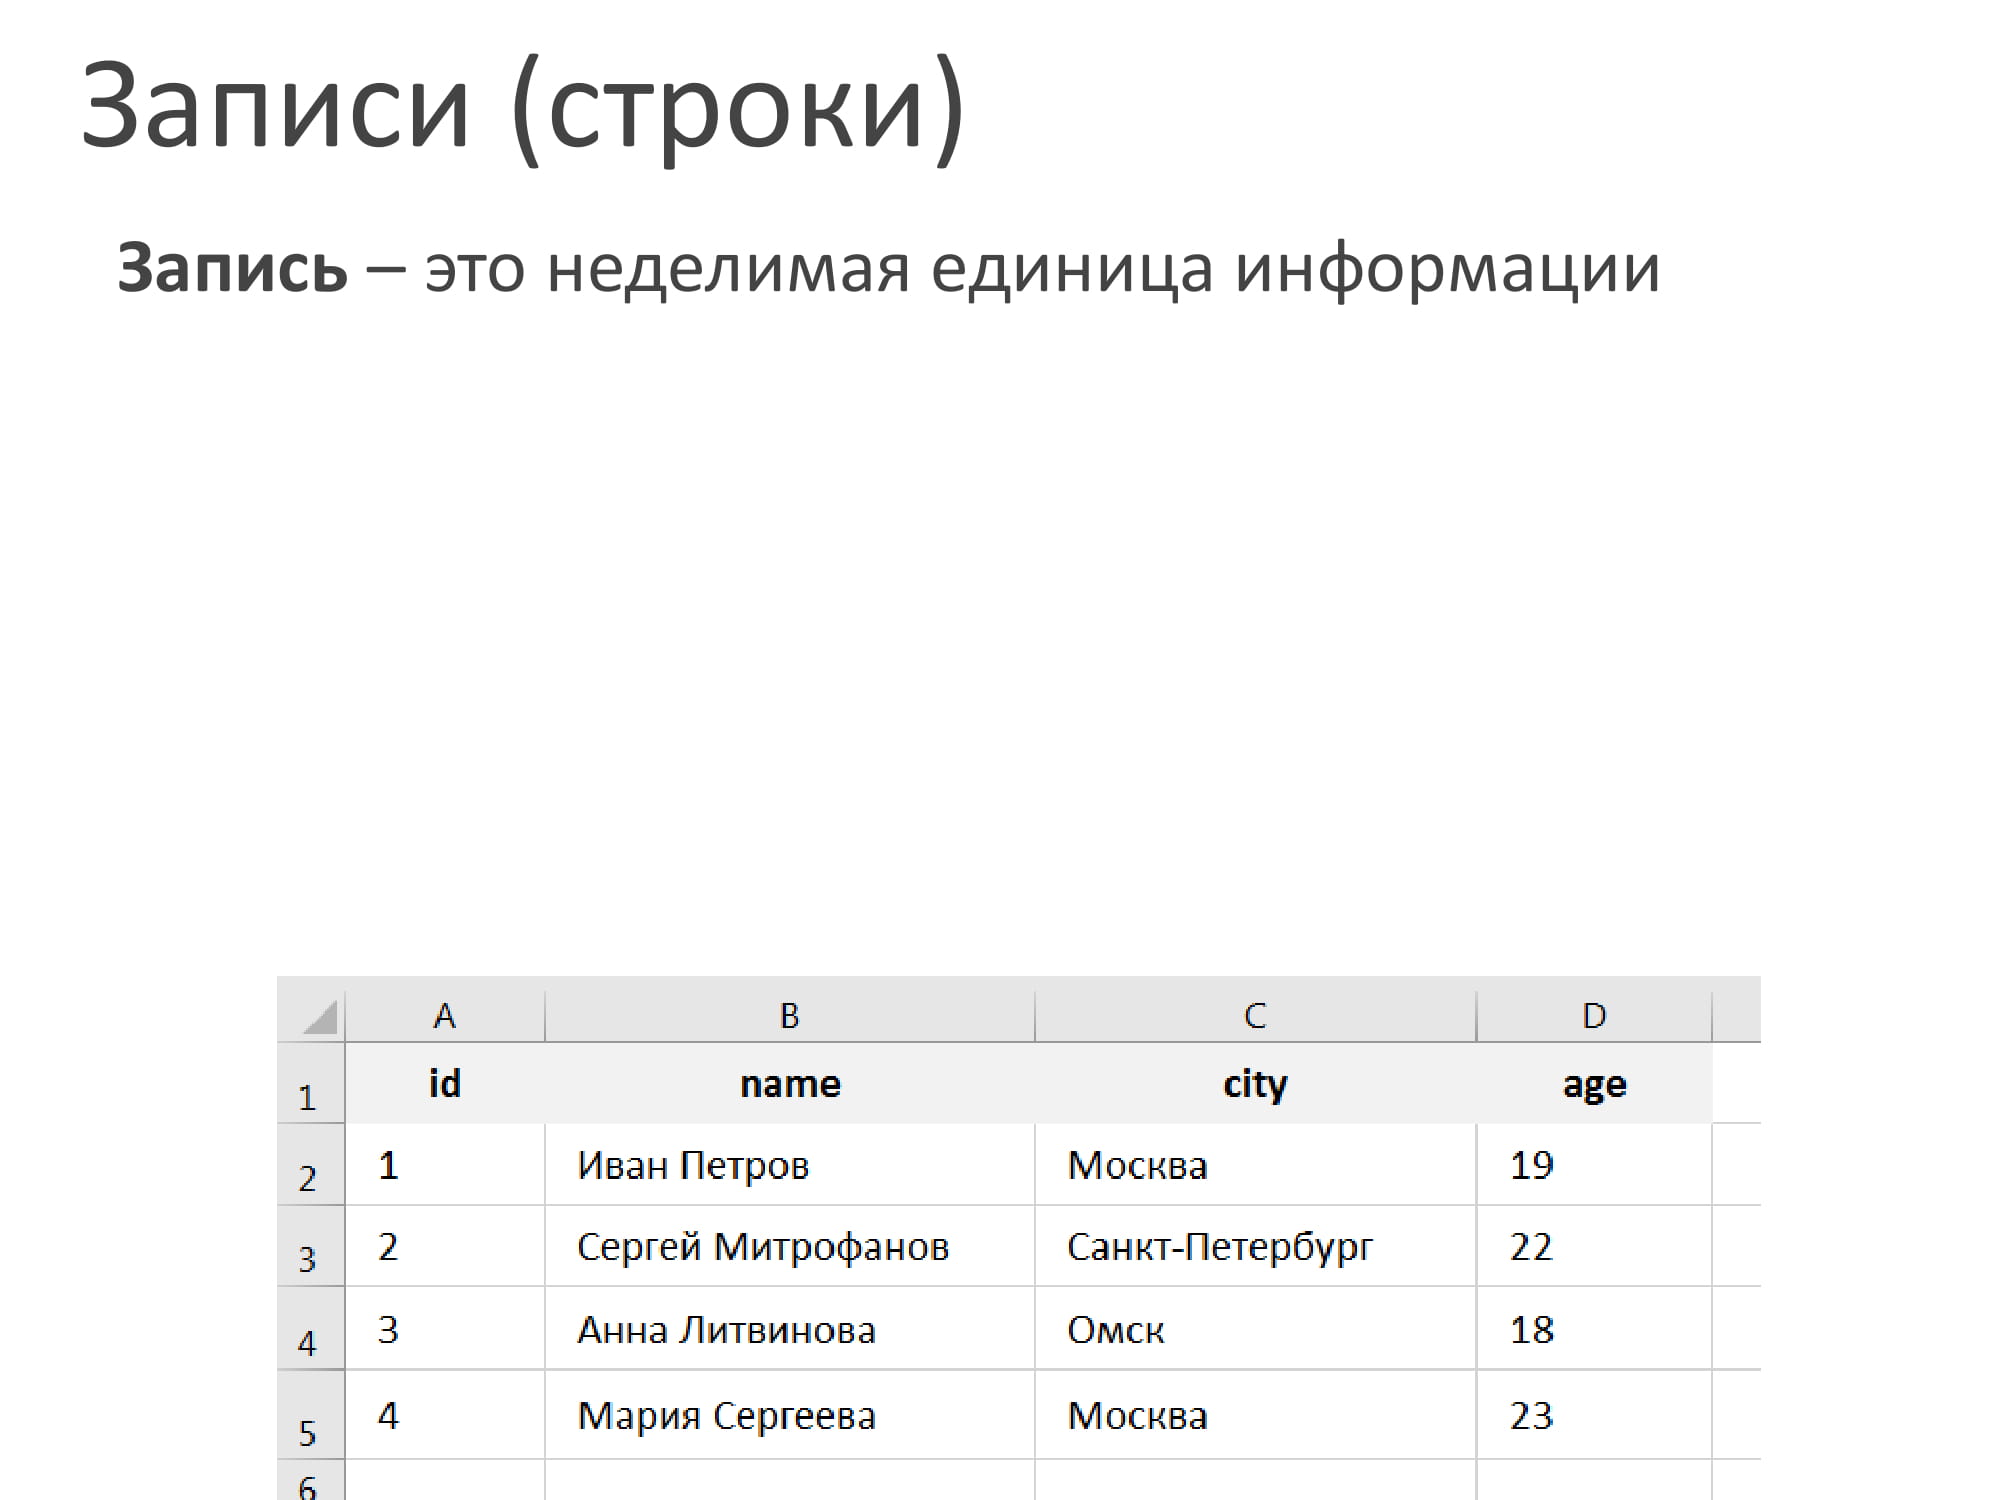 Записи (строки)
Запись – это неделимая единица информации
A B C D
1 id name city age
2 1 Иван Петров Москва 19
3 2 Сергей Митрофанов Санкт-Петербург 22
4 3 Анна Литвинова Омск 18
5 4 Мария Сергеева Москва 23
6